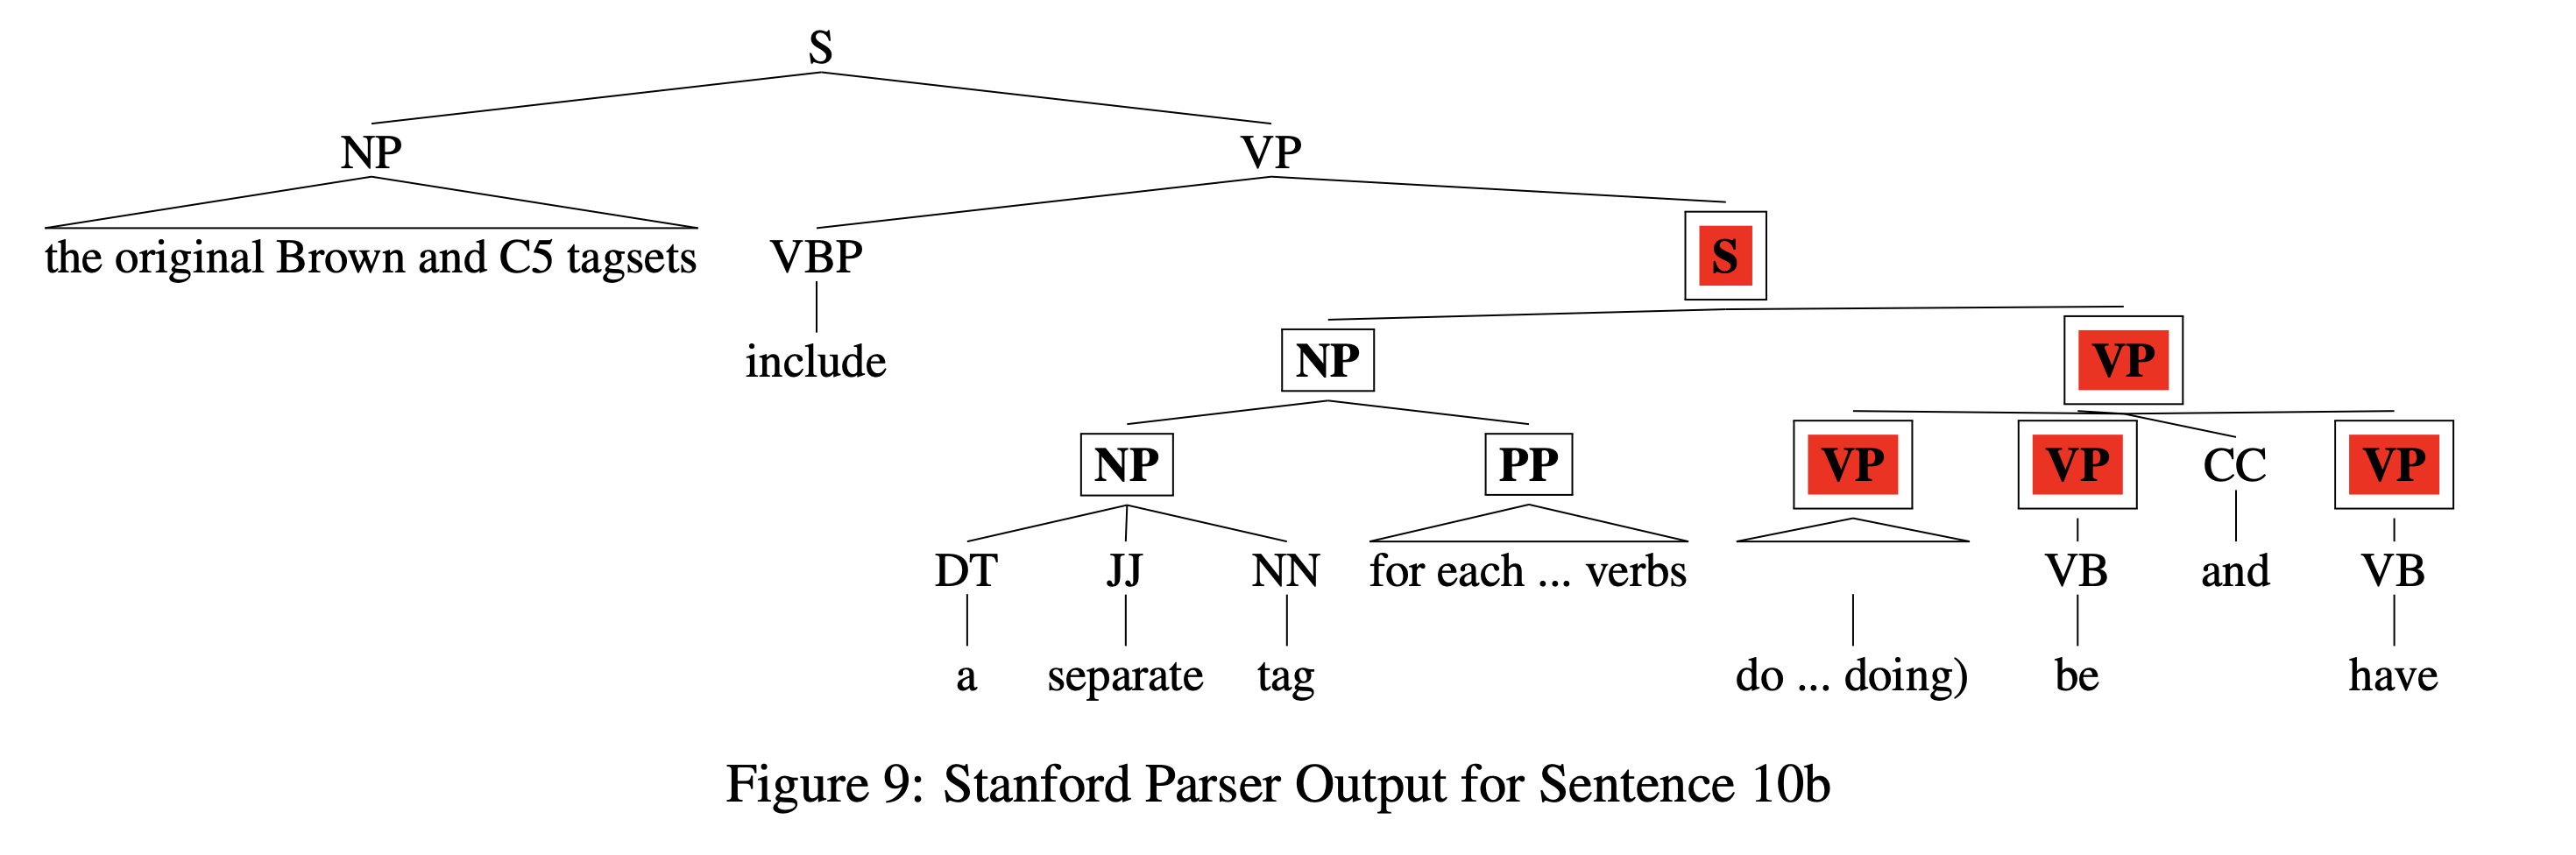 S
NP VP
the original Brown and C5 tagsets VBP S
include NP VP
NP PP VP VP CC VP
DT JJ NN for each ... verbs VB and VB
a separate tag do ... doing) be have
Figure 9: Stanford Parser Output for Sentence 10b